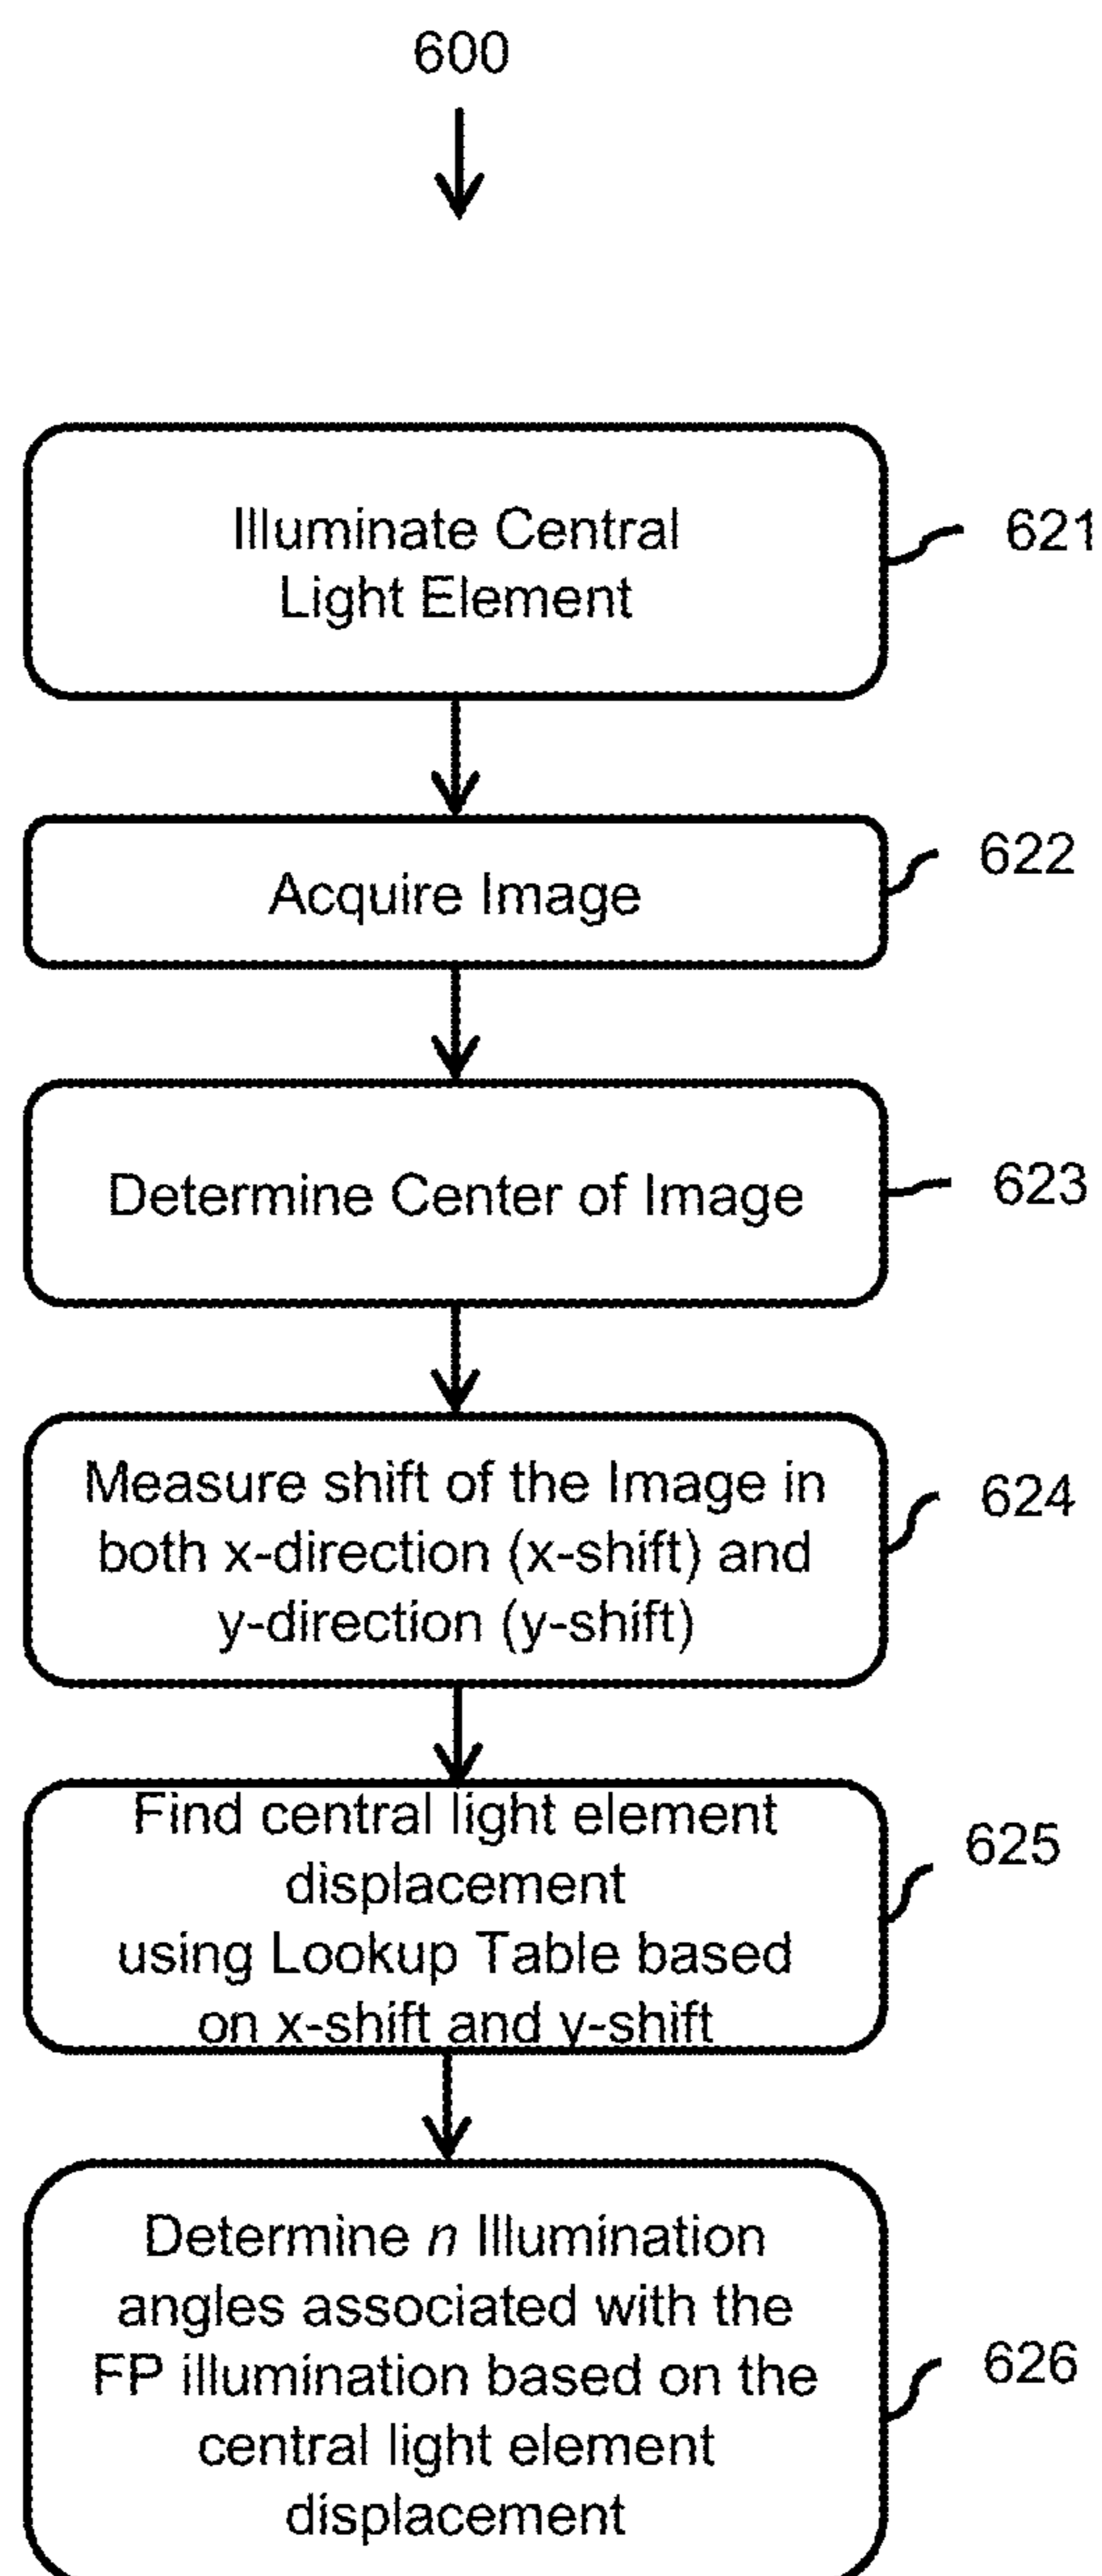 600
Illuminate Central
Light Element
621
Acquire Image
622
Determine Center of Image
623
Measure shift of the Image in
both x-direction (x-shift) and
y-direction (y-shift)
624
Find central light element
displacement
using Lookup Table based
on x-shift and y-shift
625
Determine n Illumination
angles associated with the
FP illumination based on the
central light element
displacement
626